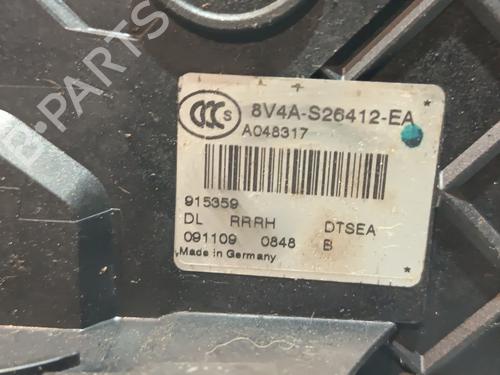 B-PARTS
CCC S
8V4A-S26412-EA
A048317
915359
DL RRRH DTSEA
091109 0848 B
Made in Germany